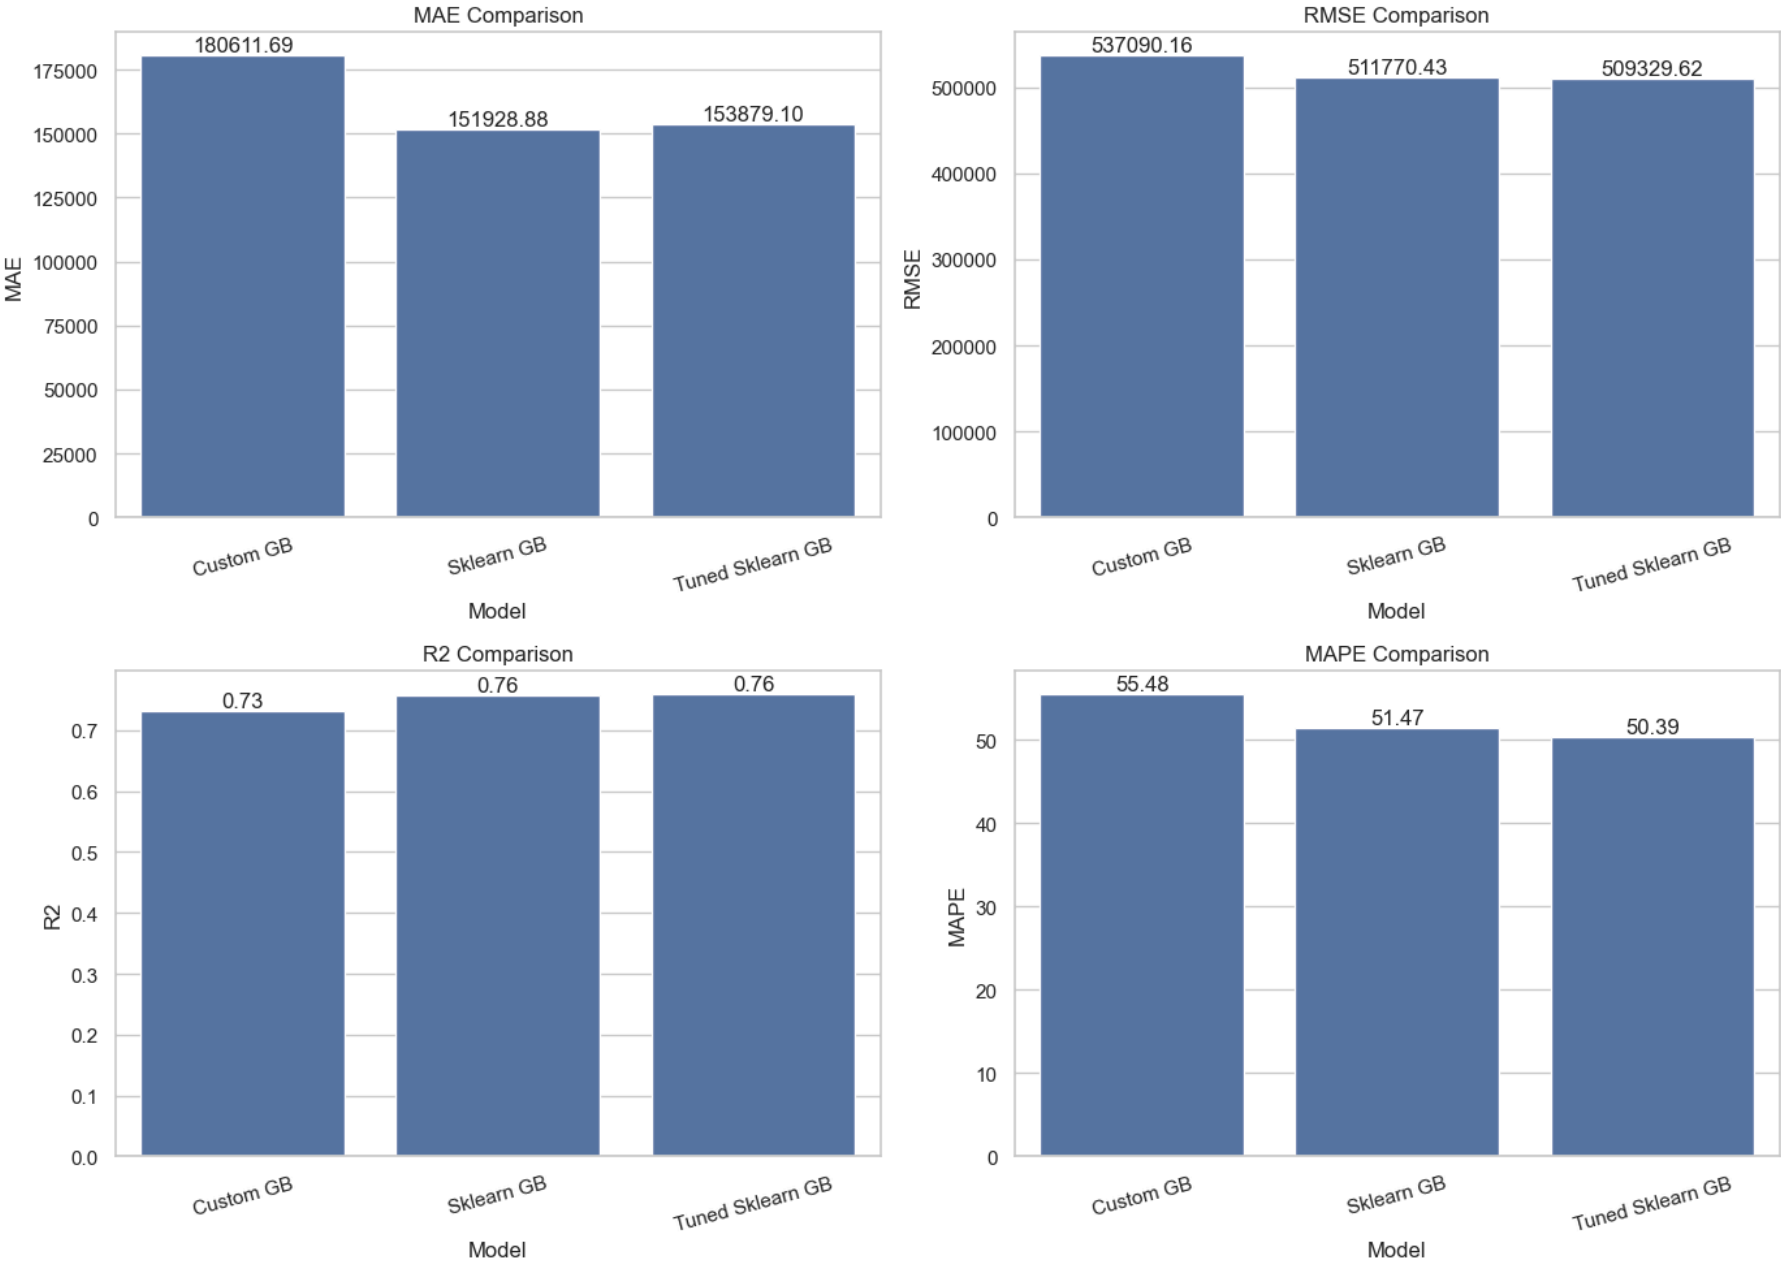 MAE Comparison
180611.69
151928.88
153879.10
175000
150000
125000
100000
75000
50000
25000
0
MAE
Custom GB
Sklearn GB
Tuned Sklearn GB
Model
RMSE Comparison
537090.16
511770.43
509329.62
500000
400000
300000
200000
100000
0
RMSE
Custom GB
Sklearn GB
Tuned Sklearn GB
Model
R2 Comparison
0.73
0.76
0.76
0.7
0.6
0.5
0.4
0.3
0.2
0.1
0.0
R2
Custom GB
Sklearn GB
Tuned Sklearn GB
Model
MAPE Comparison
55.48
51.47
50.39
50
40
30
20
10
0
MAPE
Custom GB
Sklearn GB
Tuned Sklearn GB
Model